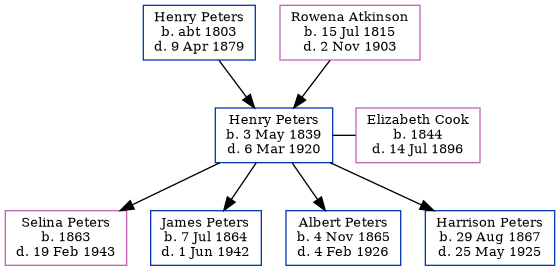 Henry Peters
b. abt 1803
d. 9 Apr 1879
Rowena Atkinson
b. 15 Jul 1815
d. 2 Nov 1903
Henry Peters
b. 3 May 1839
d. 6 Mar 1920
Elizabeth Cook
b. 1844
d. 14 Jul 1896
Selina Peters
b. 1863
d. 19 Feb 1943
James Peters
b. 7 Jul 1864
d. 1 Jun 1942
Albert Peters
b. 4 Nov 1865
d. 4 Feb 1926
Harrison Peters
b. 29 Aug 1867
d. 25 May 1925